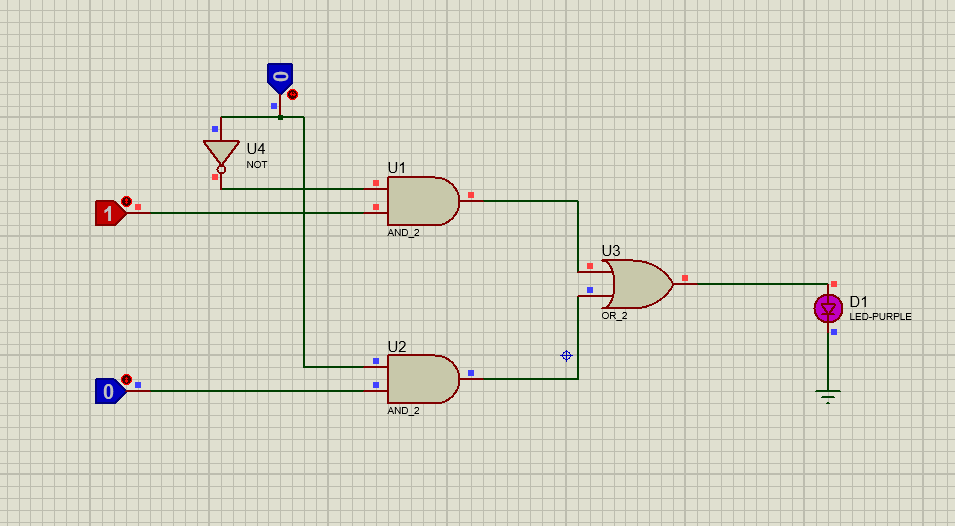 0
U4
NOT
U1
1
AND_2
U3
OR_2
D1
LED-PURPLE
U2
0
AND_2